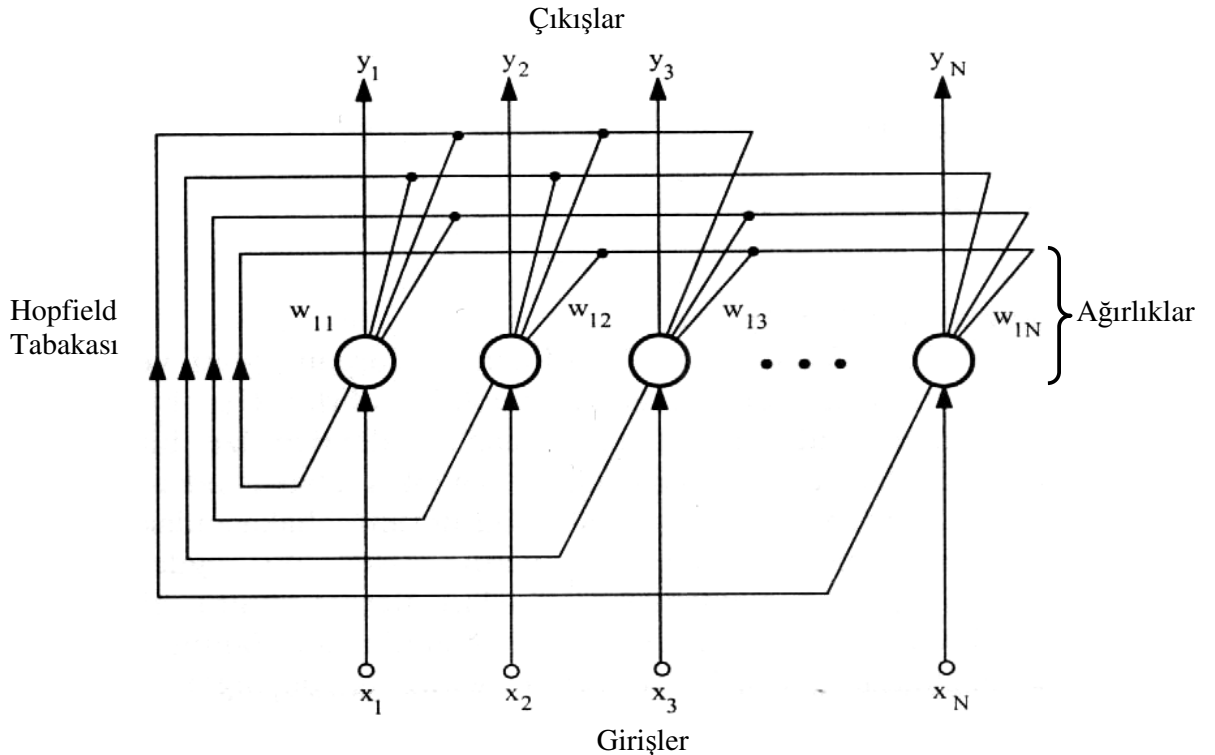 Çıkışlar
y1 y2 y3 yN
w11 w12 w13 w1N
Hopfield
Tabakası
Ağırlıklar
x1 x2 x3 xN
Girişler